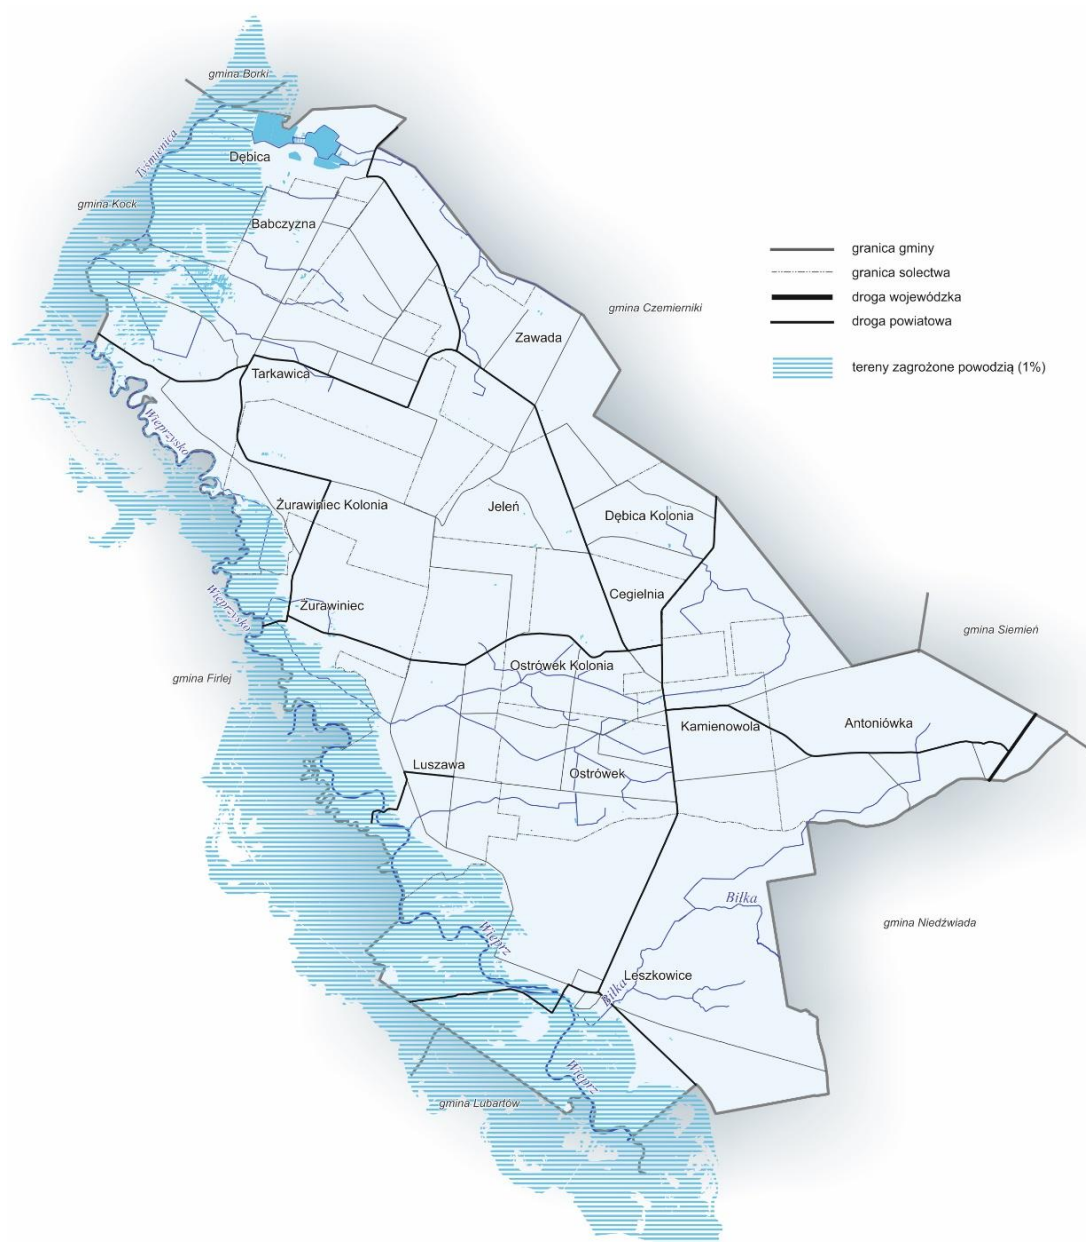 gmina Borki
Tyśmienica
Dębica
gmina Kock
Babczyzna
granica gminy
granica sołectwa
droga wojewódzka
droga powiatowa
tereny zagrożone powodzią (1%)
gmina Czemierniki
Zawada
Tarkawica
Wieprzysko
Żurawiniec Kolonia
Jeleń
Dębica Kolonia
Cegielnia
Wieprzysko
Żurawiniec
gmina Siemień
Ostrówek Kolonia
gmina Firlej
Kamienowola
Antoniówka
Luszawa
Ostrówek
Biłka
gmina Niedźwiada
Wieprz
Leszkowice
Biłka
Wieprz
gmina Lubartów